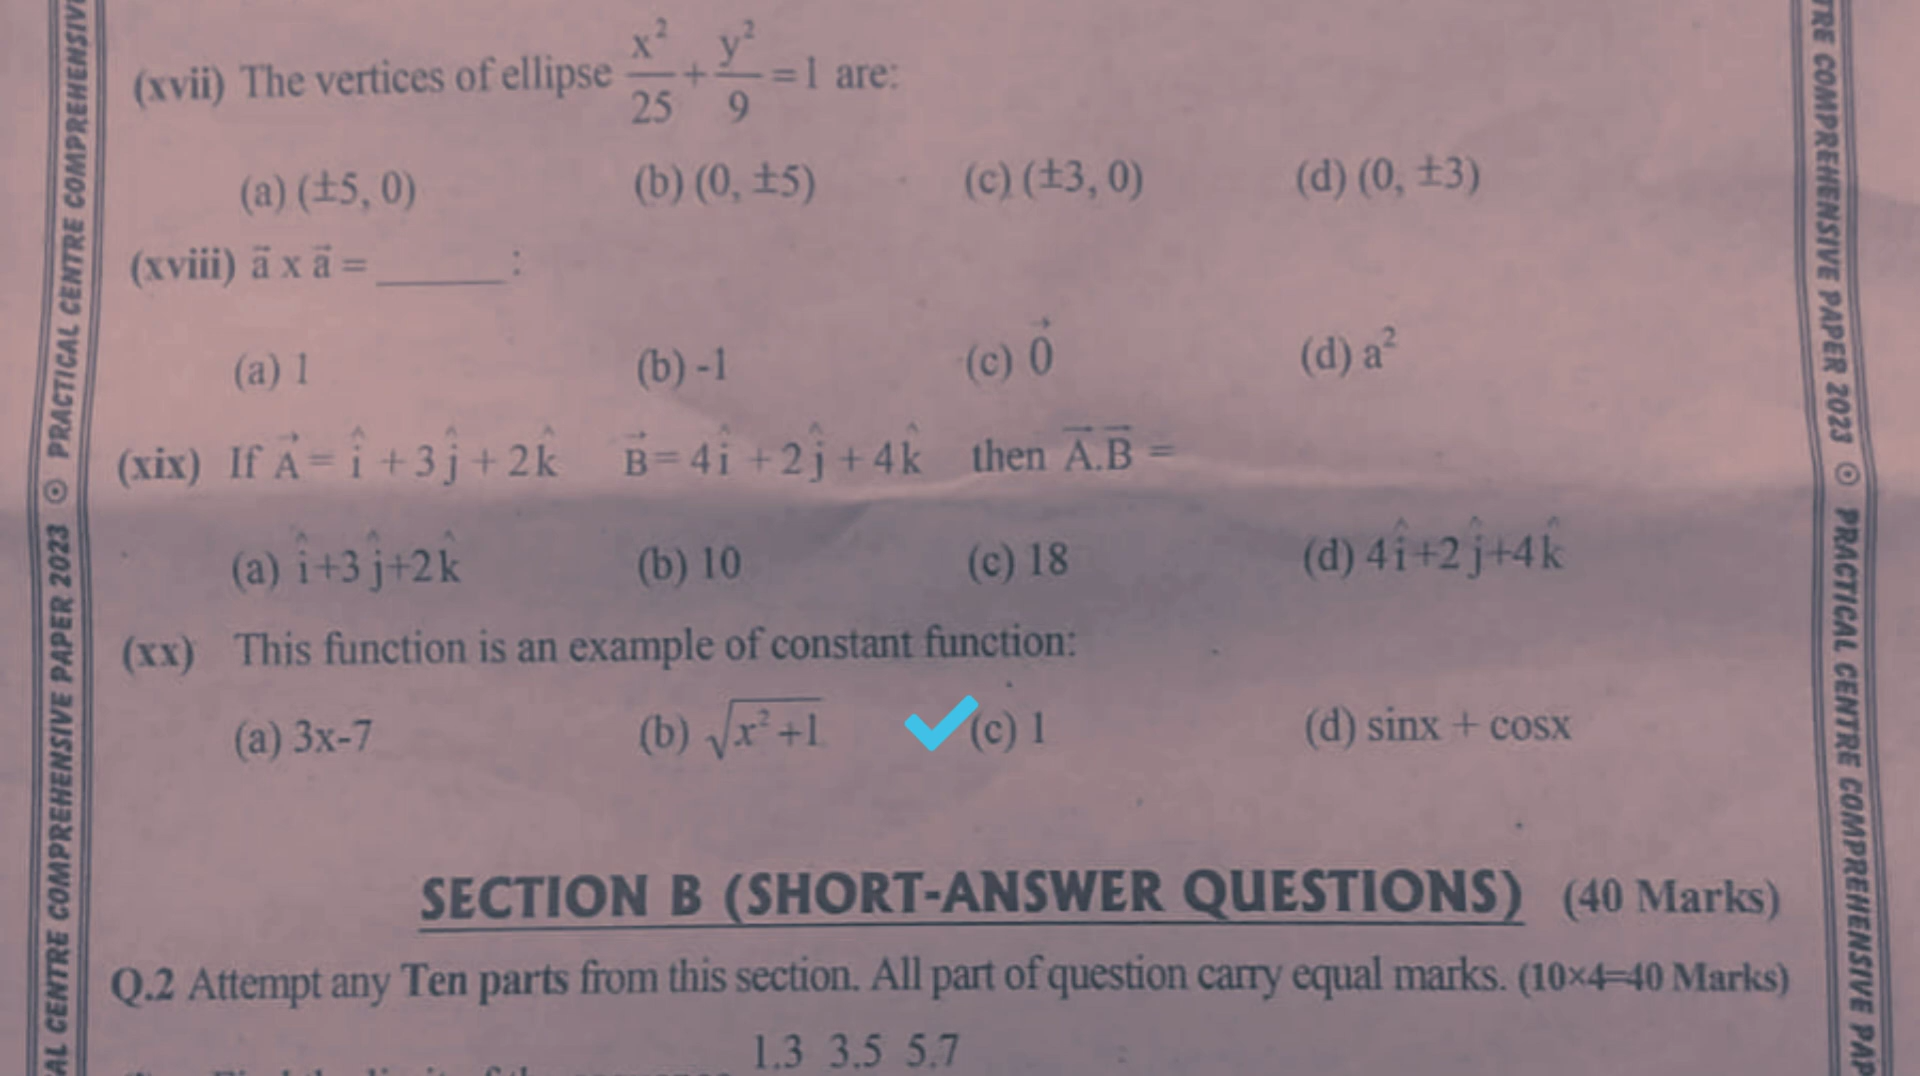 (xvii) The vertices of ellipse x²/25 + y²/9 = 1 are:
(a) (±5, 0) (b) (0, ±5) (c) (±3, 0) (d) (0, ±3)
(xviii) a⃗ x a⃗ = ______ :
(a) 1 (b) -1 (c) 0⃗ (d) a²
(xix) If A⃗ = î + 3ĵ + 2k̂ B⃗ = 4î + 2ĵ + 4k̂ then A⃗.B⃗ =
(a) î+3ĵ+2k̂ (b) 10 (c) 18 (d) 4î+2ĵ+4k̂
(xx) This function is an example of constant function:
(a) 3x-7 (b) √(x²+1) (c) 1 (d) sinx + cosx
SECTION B (SHORT-ANSWER QUESTIONS) (40 Marks)
Q.2 Attempt any Ten parts from this section. All part of question carry equal marks. (10×4=40 Marks)
1.3 3.5 5.7
PRACTICAL CENTRE COMPREHENSIVE
AL CENTRE COMPREHENSIVE PAPER 2023
TRE COMPREHENSIVE PAPER 2023
PRACTICAL CENTRE COMPREHENSIVE PAP